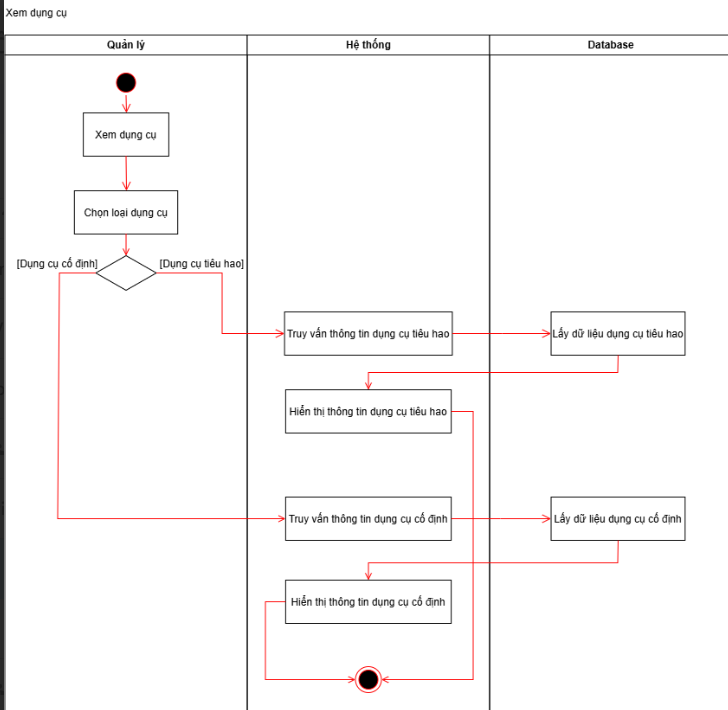 Xem dụng cụ
Quản lý
Hệ thống
Database
Xem dụng cụ
Chọn loại dụng cụ
[Dụng cụ cố định]
[Dụng cụ tiêu hao]
Truy vấn thông tin dụng cụ tiêu hao
Lấy dữ liệu dụng cụ tiêu hao
Hiển thị thông tin dụng cụ tiêu hao
Truy vấn thông tin dụng cụ cố định
Lấy dữ liệu dụng cụ cố định
Hiển thị thông tin dụng cụ cố định